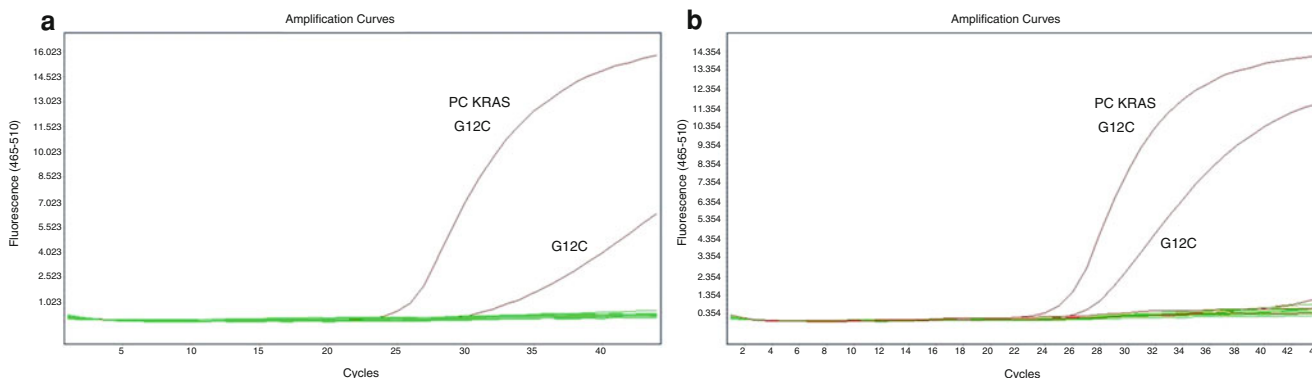 a
Amplification Curves
16.023
14.523
13.023
11.523
10.023
8.523
7.023
5.523
4.023
2.523
1.023
Fluorescence (465-510)
PC KRAS
G12C
G12C
5 10 15 20 25 30 35 40
Cycles
b
Amplification Curves
14.354
13.354
12.354
11.354
10.354
9.354
8.354
7.354
6.354
5.354
4.354
3.354
2.354
1.354
0.354
Fluorescence (465-510)
PC KRAS
G12C
G12C
2 4 6 8 10 12 14 16 18 20 22 24 26 28 30 32 34 36 38 40 42
Cycles